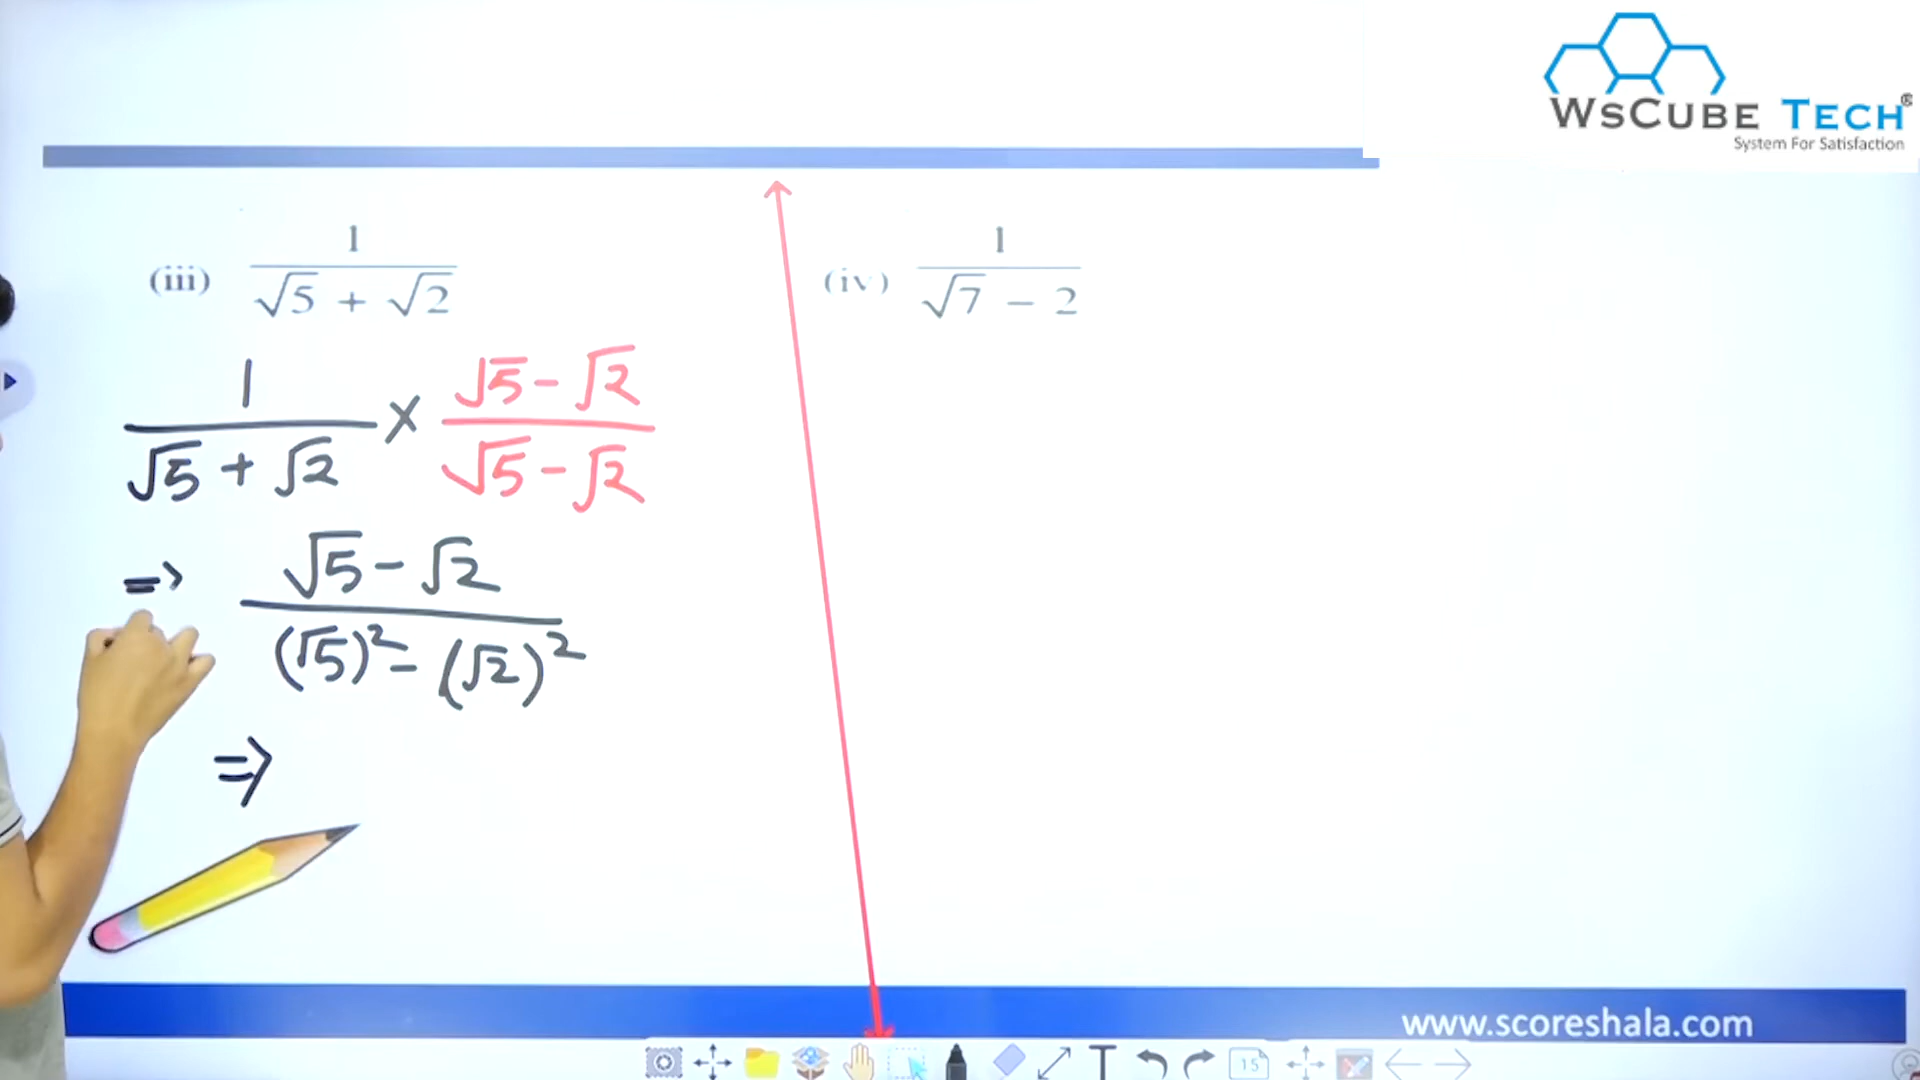 WSCUBE TECH®
System For Satisfaction
(iii) 1 / (√5 + √2)
1 / (√5 + √2) × (√5 - √2) / (√5 - √2)
=> (√5 - √2) / ((√5)² - (√2)²)
=>
(iv) 1 / (√7 - 2)
www.scoreshala.com
T
15